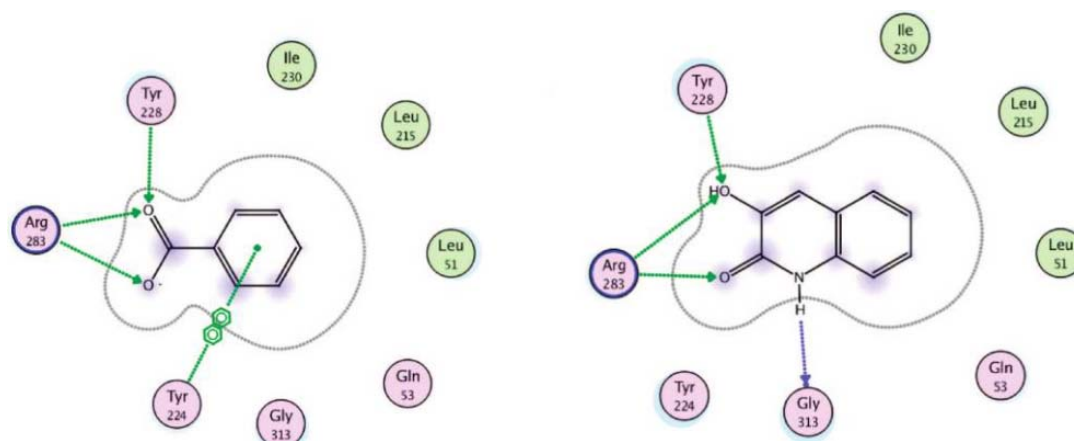 Ile
230
Tyr
228
Leu
215
Arg
283
O
O-
Leu
51
Tyr
224
Gly
313
Gln
53
Ile
230
Tyr
228
Leu
215
HO
Arg
283
O
N
H
Leu
51
Tyr
224
Gly
313
Gln
53